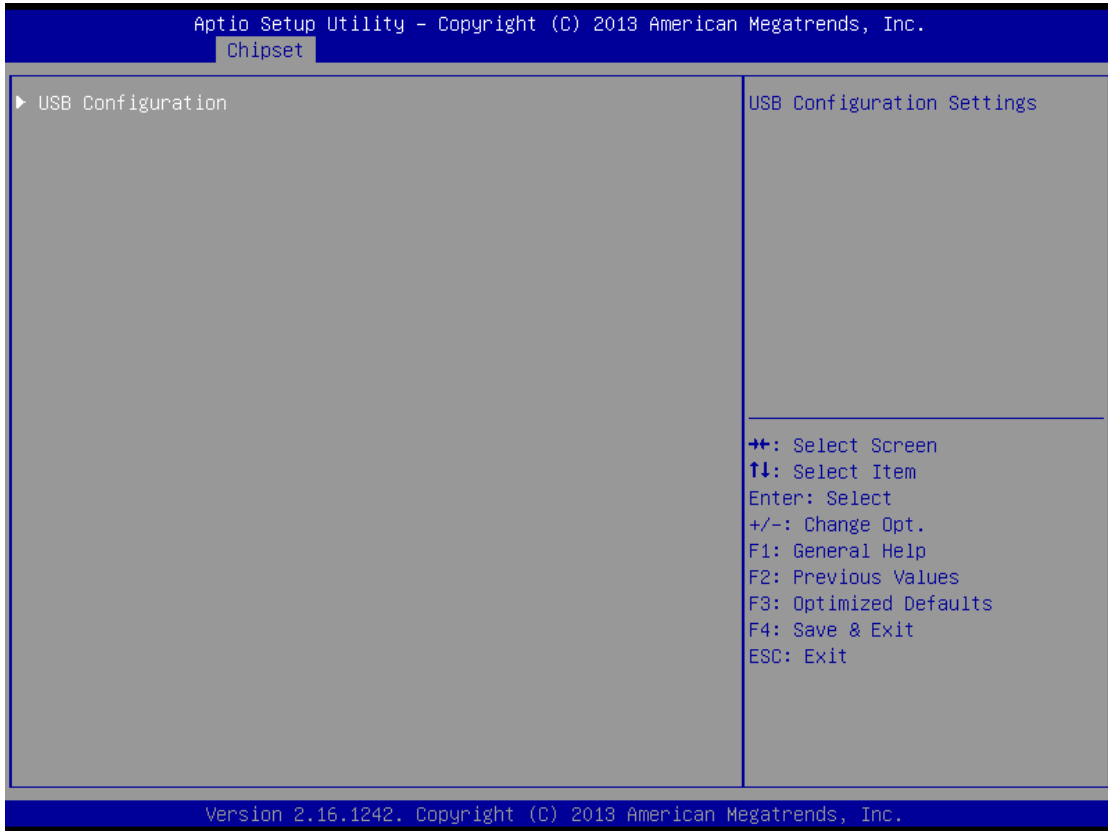 Aptio Setup Utility – Copyright (C) 2013 American Megatrends, Inc.
Chipset
▶ USB Configuration
USB Configuration Settings
→←: Select Screen
↑↓: Select Item
Enter: Select
+/-: Change Opt.
F1: General Help
F2: Previous Values
F3: Optimized Defaults
F4: Save & Exit
ESC: Exit
Version 2.16.1242. Copyright (C) 2013 American Megatrends, Inc.